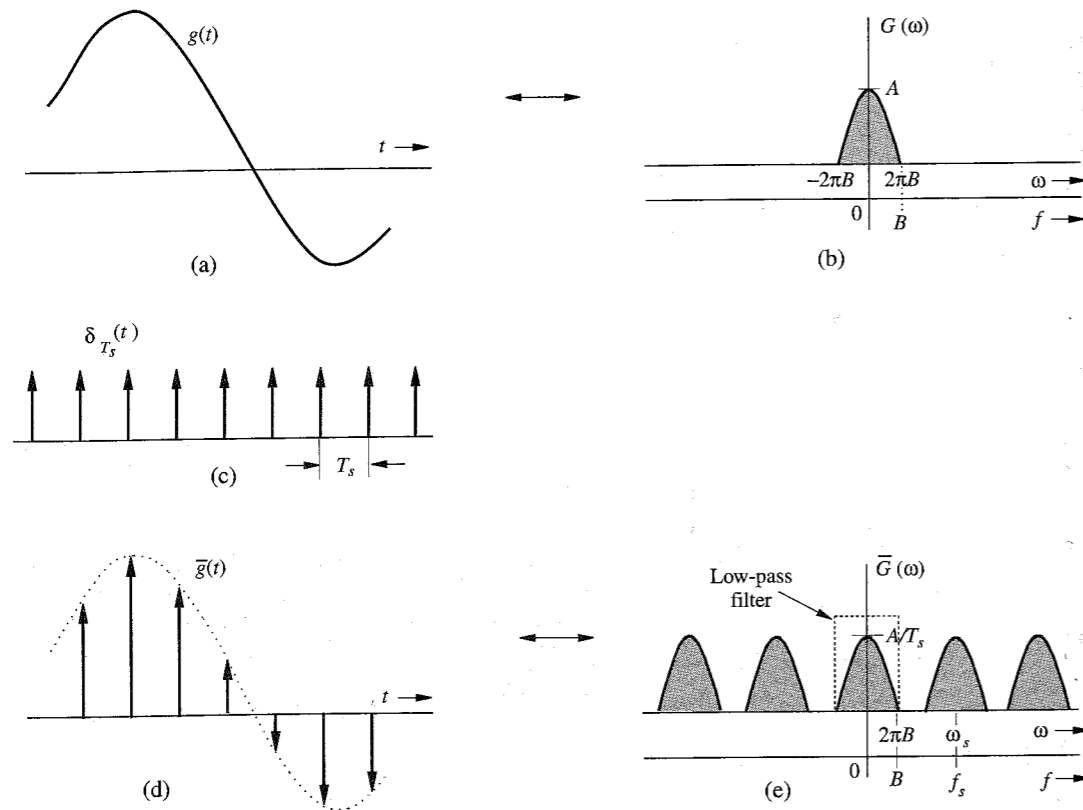 g(t)
t
(a)
G (ω)
A
−2πB 2πB ω
0 B f
(b)
δ_{T_s}(t)
T_s
(c)
g̅(t)
t
(d)
Low-pass
filter
G̅ (ω)
A/T_s
2πB ω_s ω
0 B f_s f
(e)